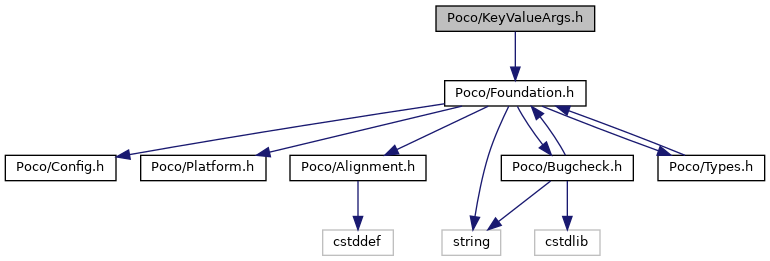 Poco/KeyValueArgs.h
Poco/Foundation.h
Poco/Config.h
Poco/Platform.h
Poco/Alignment.h
Poco/Bugcheck.h
Poco/Types.h
cstddef
string
cstdlib